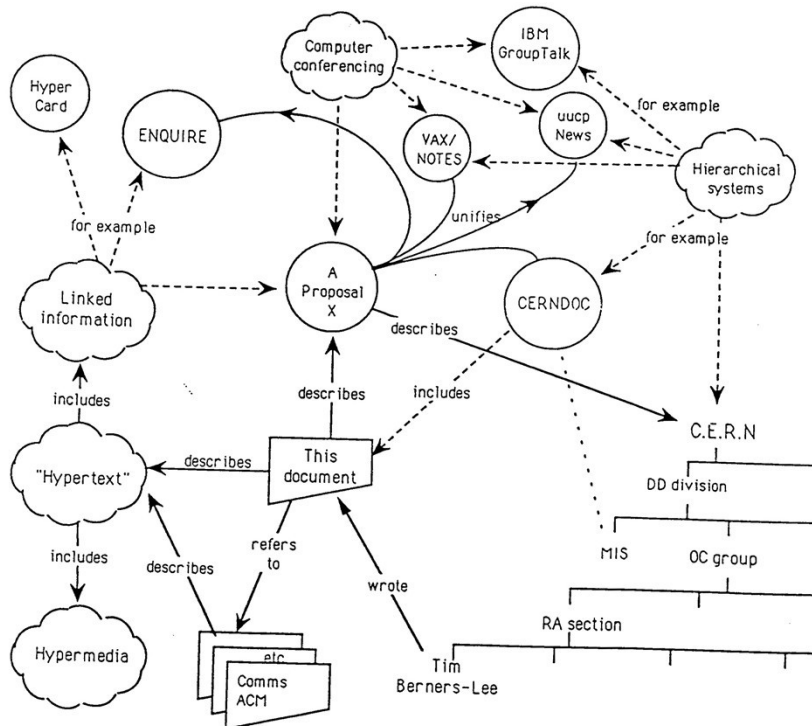 IBM
GroupTalk
Computer
conferencing
Hyper
Card
ENQUIRE
VAX/
NOTES
uucp
News
for example
Hierarchical
systems
unifies
for example
for example
A
Proposal
X
Linked
information
CERNDOC
describes
includes
describes
includes
C.E.R.N
This
document
describes
"Hypertext"
DD division
refers
to
MIS
OC group
includes
describes
wrote
RA section
Hypermedia
etc
Tim
Berners-Lee
Comms
ACM